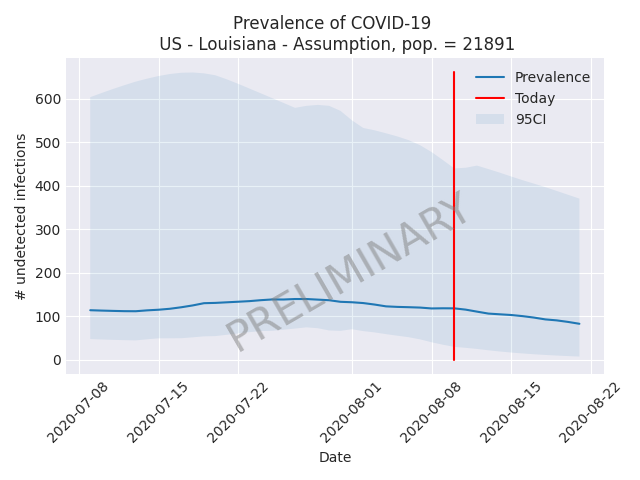 Prevalence of COVID-19
US - Louisiana - Assumption, pop. = 21891
Prevalence
Today
95CI
# undetected infections
600
500
400
300
200
100
0
PRELIMINARY
2020-07-08
2020-07-15
2020-07-22
2020-08-01
2020-08-08
2020-08-15
2020-08-22
Date